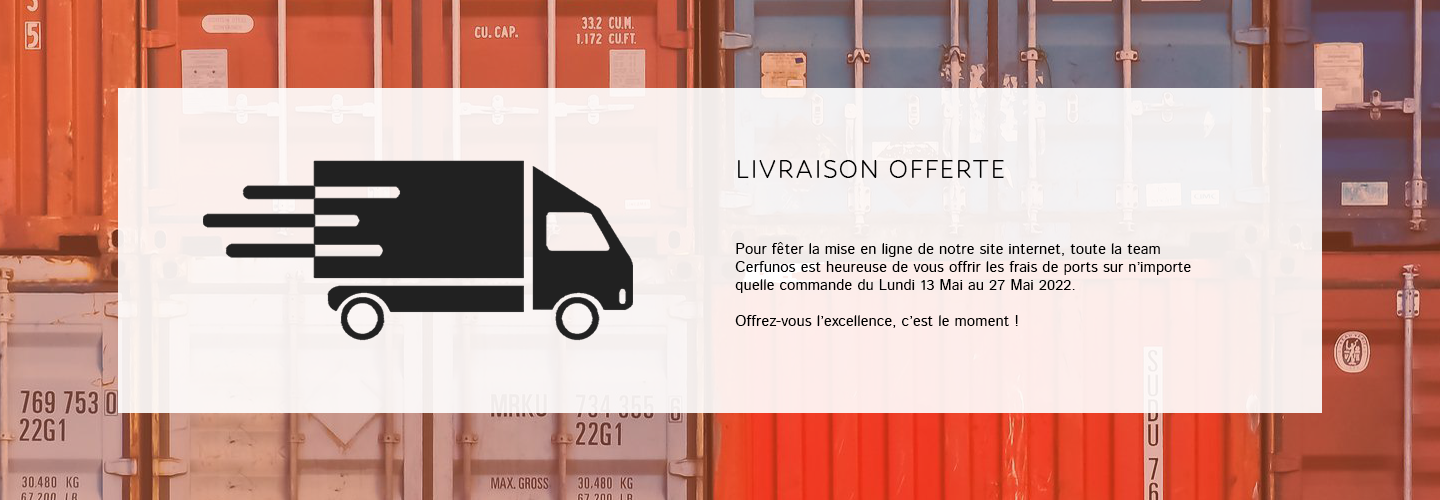 5
CU. CAP.
33.2 CU.M.
1.172 CU.FT.
LIVRAISON OFFERTE
Pour fêter la mise en ligne de notre site internet, toute la team
Cerfunos est heureuse de vous offrir les frais de ports sur n'importe
quelle commande du Lundi 13 Mai au 27 Mai 2022.
Offrez-vous l'excellence, c'est le moment !
769 753 0
22G1
MRKU 734 355 6
22G1
SUDU 76
30.480 KG
67.200 LB
MAX. GROSS 30.480 KG
67.200 LB